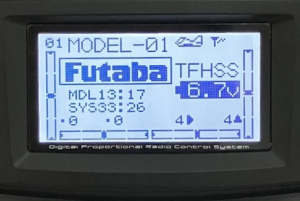 01 MODEL-01
Futaba TFHSS
MDL13:17 6.7V
SYS33:26
0 0 4 4
Digital Proportional Radio Control System